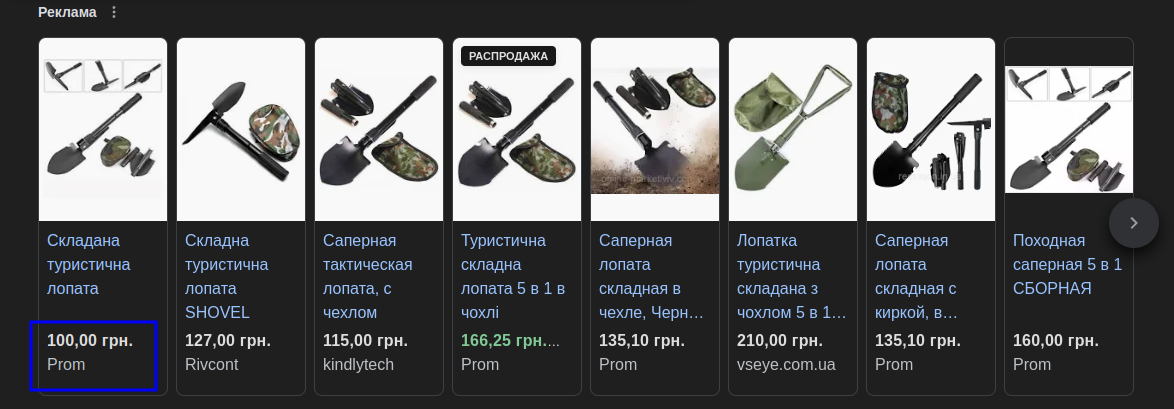 Реклама
РАСПРОДАЖА
Складана
туристична
лопата
100,00 грн.
Prom
Складна
туристична
лопата
SHOVEL
127,00 грн.
Rivcont
Саперная
тактическая
лопата, с
чехлом
115,00 грн.
kindlytech
Туристична
складна
лопата 5 в 1 в
чохлі
166,25 грн....
Prom
Саперная
лопата
складная в
чехле, Черн...
135,10 грн.
Prom
Лопатка
туристична
складана з
чохлом 5 в 1...
210,00 грн.
vseye.com.ua
Саперная
лопата
складная с
киркой, в...
135,10 грн.
Prom
Походная
саперная 5 в 1
СБОРНАЯ
160,00 грн.
Prom